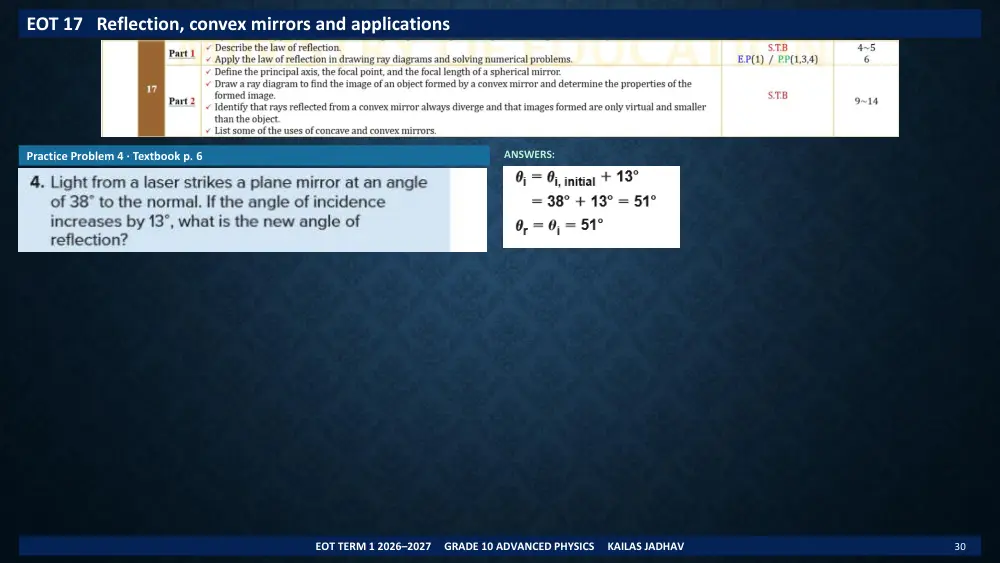 EOT 17 Reflection, convex mirrors and applications
17
Part 1
✓ Describe the law of reflection.
✓ Apply the law of reflection in drawing ray diagrams and solving numerical problems.
S.T.B
E.P(1) / P.P(1,3,4)
4~5
6
Part 2
✓ Define the principal axis, the focal point, and the focal length of a spherical mirror.
✓ Draw a ray diagram to find the image of an object formed by a convex mirror and determine the properties of the
formed image.
✓ Identify that rays reflected from a convex mirror always diverge and that images formed are only virtual and smaller
than the object.
✓ List some of the uses of concave and convex mirrors.
S.T.B
9~14
Practice Problem 4 · Textbook p. 6
4. Light from a laser strikes a plane mirror at an angle
of 38° to the normal. If the angle of incidence
increases by 13°, what is the new angle of
reflection?
ANSWERS:
θi = θi, initial + 13°
= 38° + 13° = 51°
θr = θi = 51°
EOT TERM 1 2026–2027 GRADE 10 ADVANCED PHYSICS KAILAS JADHAV
30